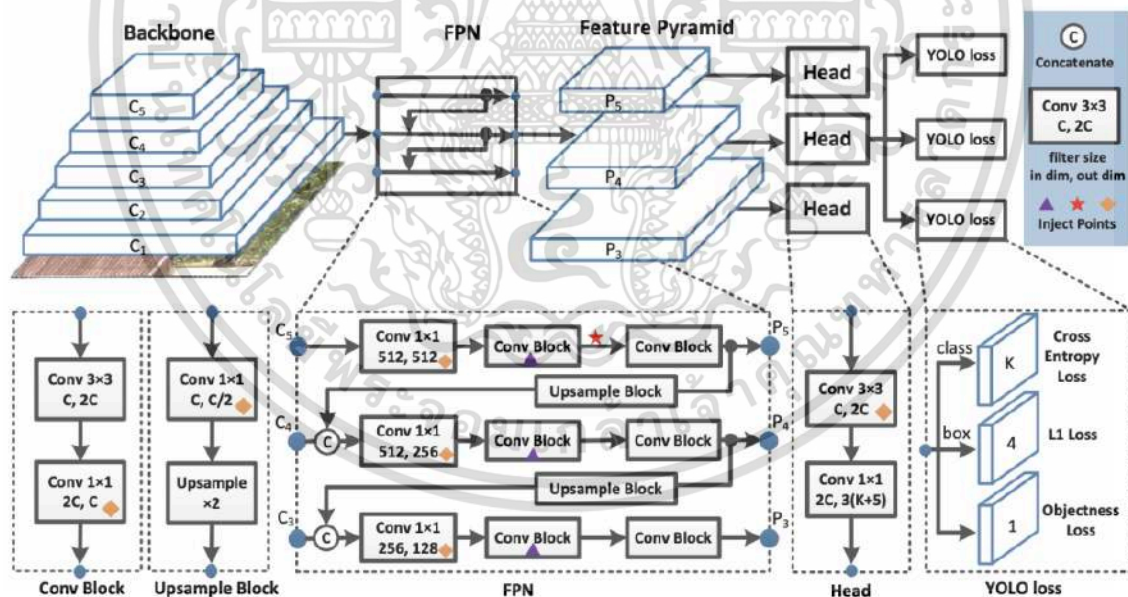 Backbone
FPN
Feature Pyramid
C5
C4
C3
C2
C1
P5
P4
P3
Head
Head
Head
YOLO loss
YOLO loss
YOLO loss
C
Concatenate
Conv 3×3
C, 2C
filter size
in dim, out dim
Inject Points
Conv 3×3
C, 2C
Conv 1×1
2C, C
Conv Block
Conv 1×1
C, C/2
Upsample
×2
Upsample Block
C5
Conv 1×1
512, 512
Conv Block
Conv Block
P5
Upsample Block
C4
C
Conv 1×1
512, 256
Conv Block
Conv Block
P4
Upsample Block
C3
C
Conv 1×1
256, 128
Conv Block
Conv Block
P3
FPN
Conv 3×3
C, 2C
Conv 1×1
2C, 3(K+5)
Head
class
K
Cross
Entropy
Loss
box
4
L1 Loss
1
Objectness
Loss
YOLO loss